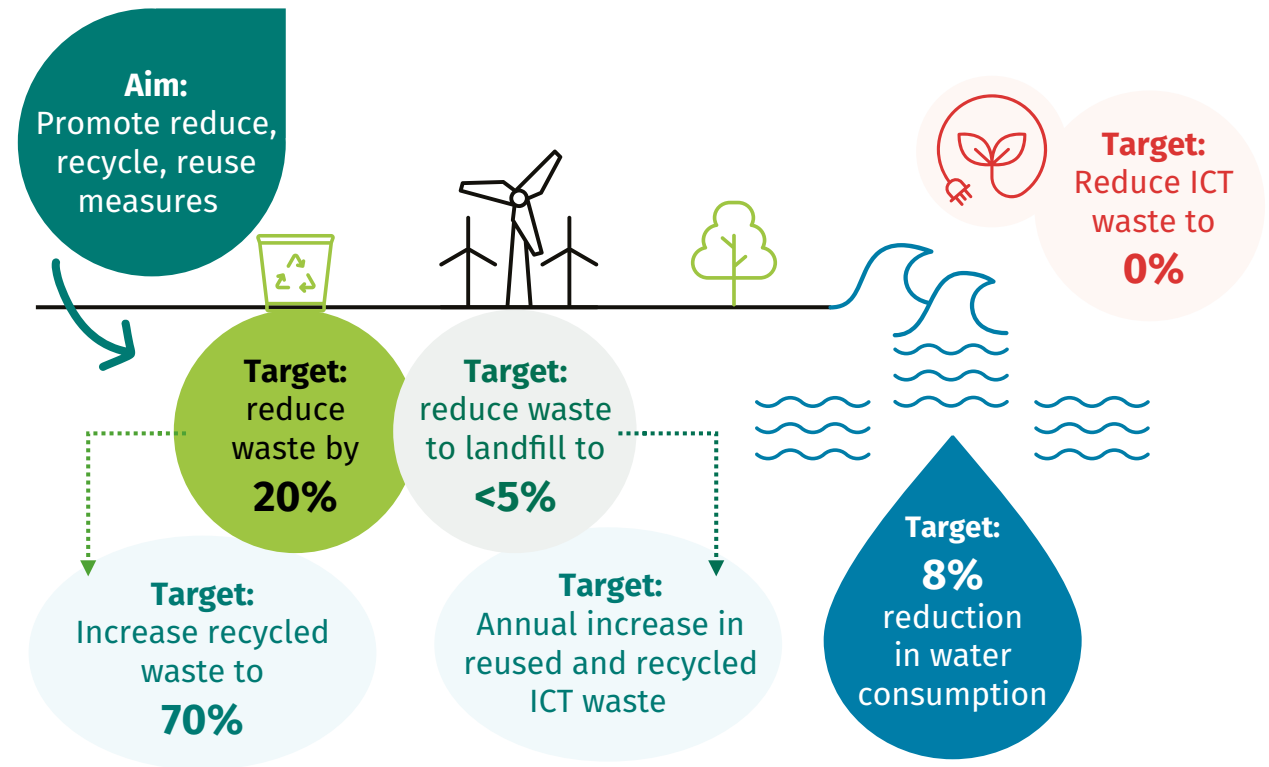 Aim:
Promote reduce,
recycle, reuse
measures
Target:
Reduce ICT
waste to
0%
Target:
reduce
waste by
20%
Target:
reduce waste
to landfill to
<5%
Target:
Increase recycled
waste to
70%
Target:
Annual increase in
reused and recycled
ICT waste
Target:
8%
reduction
in water
consumption